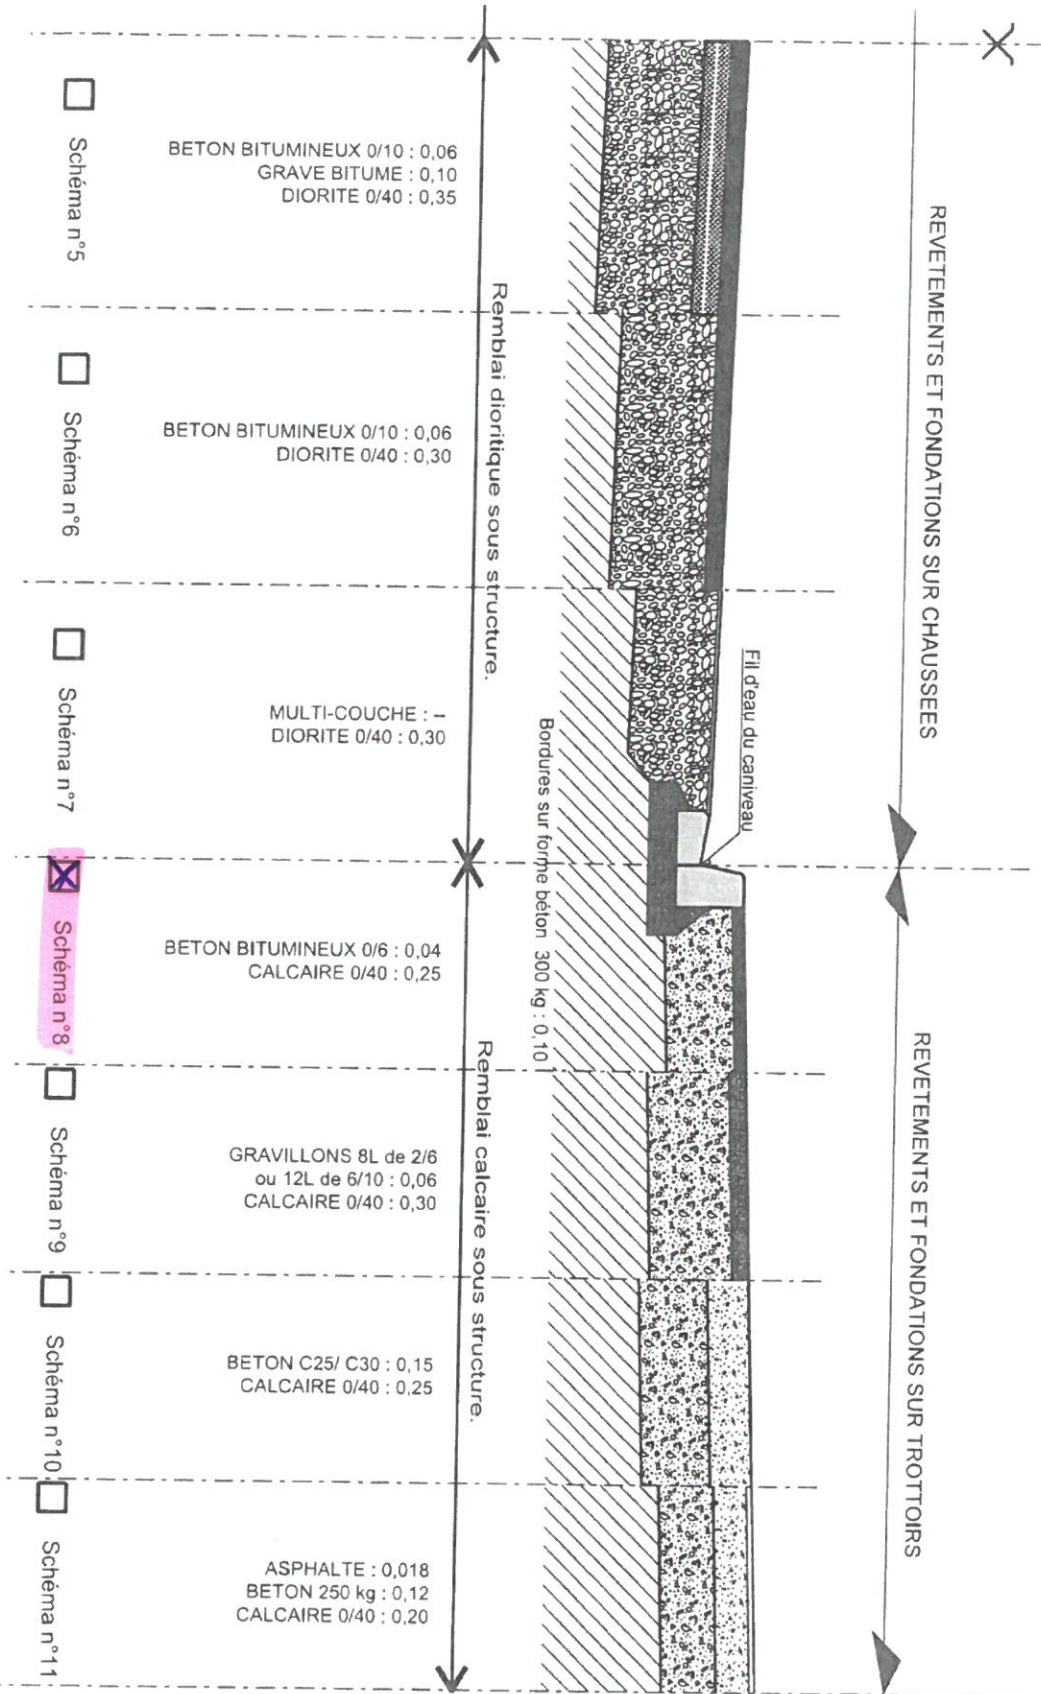 REVETEMENTS ET FONDATIONS SUR CHAUSSEES
REVETEMENTS ET FONDATIONS SUR TROTTOIRS
Fil d'eau du caniveau
Bordures sur forme béton 300 kg : 0,10
Remblai dioritique sous structure.
Remblai calcaire sous structure.
BETON BITUMINEUX 0/10 : 0,06
GRAVE BITUME : 0,10
DIORITE 0/40 : 0,35
Schéma n°5
BETON BITUMINEUX 0/10 : 0,06
DIORITE 0/40 : 0,30
Schéma n°6
MULTI-COUCHE : --
DIORITE 0/40 : 0,30
Schéma n°7
BETON BITUMINEUX 0/6 : 0,04
CALCAIRE 0/40 : 0,25
Schéma n°8
GRAVILLONS 8L de 2/6
ou 12L de 6/10 : 0,06
CALCAIRE 0/40 : 0,30
Schéma n°9
BETON C25/ C30 : 0,15
CALCAIRE 0/40 : 0,25
Schéma n°10
ASPHALTE : 0,018
BETON 250 kg : 0,12
CALCAIRE 0/40 : 0,20
Schéma n°11